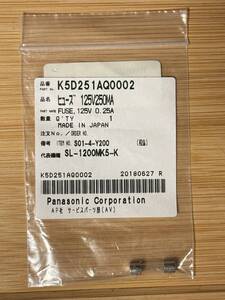 品番 PART NO. K5D251AQ0002
品名 ヒューズ 125V250MA
PART NAME FUSE,125V 0.25A
数量 Q'TY 1
MADE IN JAPAN
注文No./ORDER NO.
備考 ITEM NO. S01-4-Y200
代表機種 SL-1200MK5-K
K5D251AQ0002 20180627 R
Panasonic Corporation
AP社 サービスパーツ部(AV)